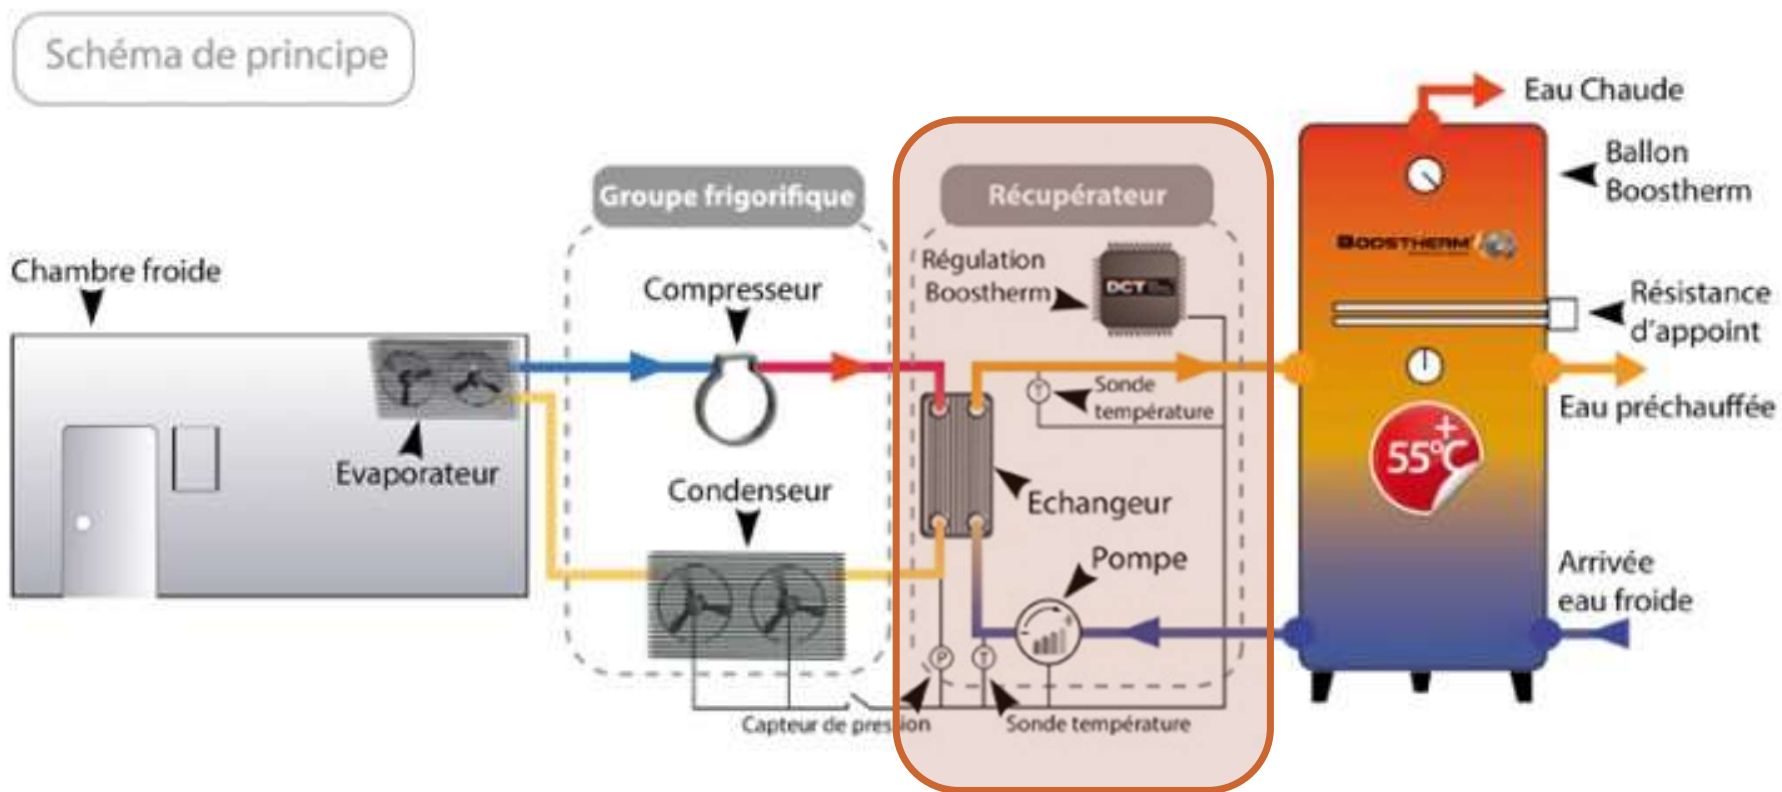 Schéma de principe
Eau Chaude
Ballon
Boostherm
Groupe frigorifique
Récupérateur
BOOSTHERM
Chambre froide
Régulation
Boostherm
DCT
Compresseur
Résistance
d'appoint
Sonde
température
Eau préchauffée
+
55°C
Evaporateur
Condenseur
Echangeur
Pompe
Arrivée
eau froide
T
P
T
- +
Capteur de pression
Sonde température